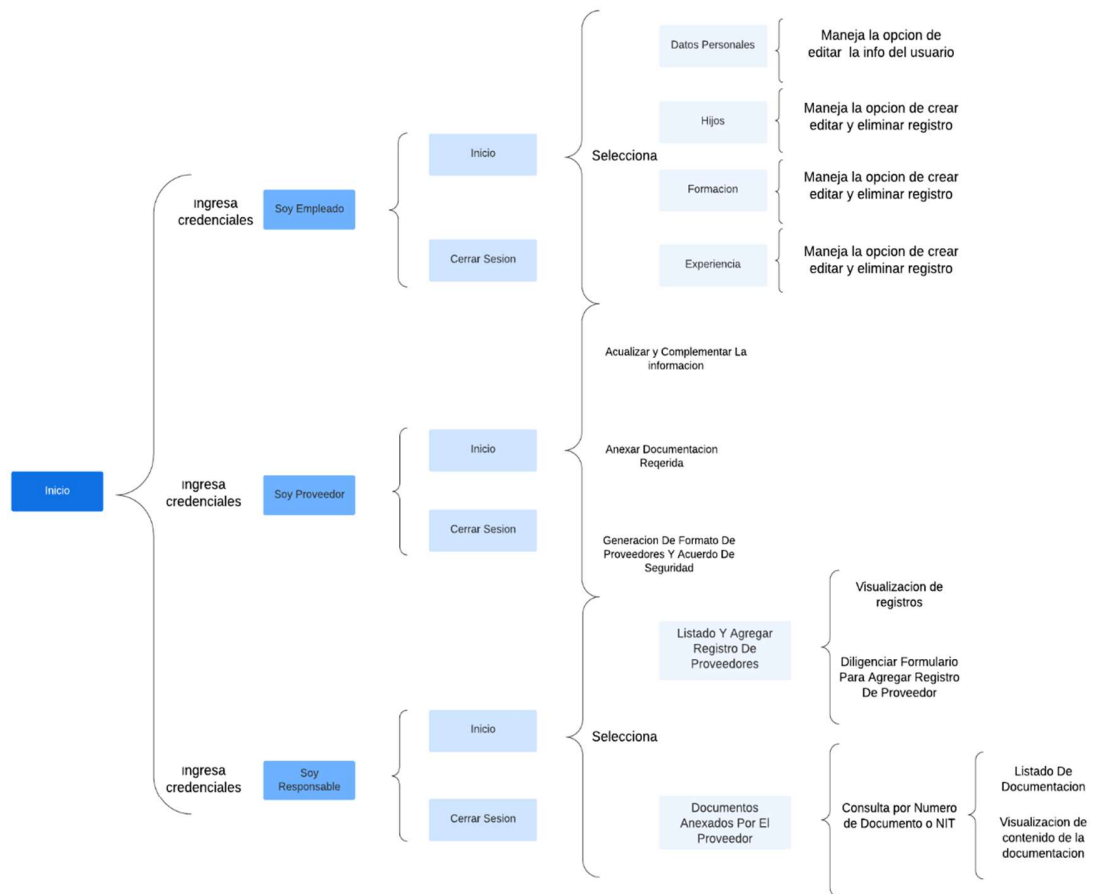 Inicio
Ingresa
credenciales
Soy Empleado
Inicio
Selecciona
Datos Personales
Maneja la opcion de
editar la info del usuario
Hijos
Maneja la opcion de crear
editar y eliminar registro
Formacion
Maneja la opcion de crear
editar y eliminar registro
Experiencia
Maneja la opcion de crear
editar y eliminar registro
Cerrar Sesion
Ingresa
credenciales
Soy Proveedor
Inicio
Acualizar y Complementar La
informacion
Anexar Documentacion
Reqerida
Generacion De Formato De
Proveedores Y Acuerdo De
Seguridad
Cerrar Sesion
Ingresa
credenciales
Soy
Responsable
Inicio
Selecciona
Listado Y Agregar
Registro De
Proveedores
Visualizacion de
registros
Diligenciar Formulario
Para Agregar Registro
De Proveedor
Documentos
Anexados Por El
Proveedor
Consulta por Numero
de Documento o NIT
Listado De
Documentacion
Visualizacion de
contenido de la
documentacion
Cerrar Sesion